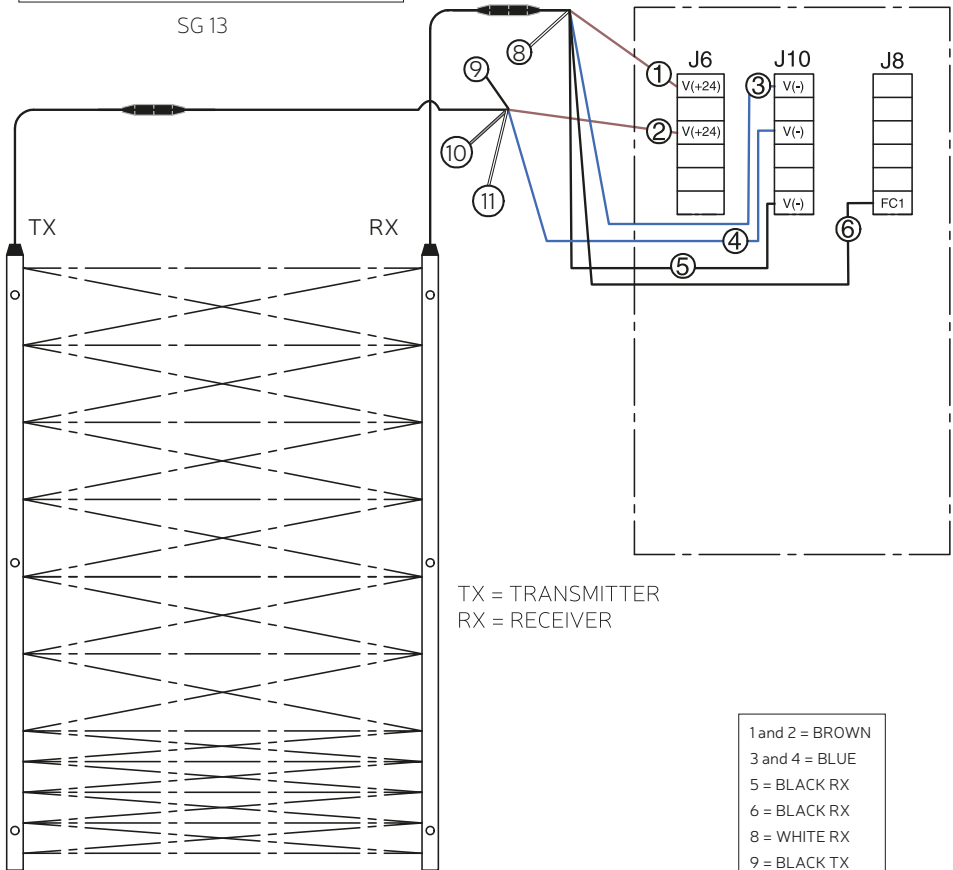 SG 13
8
9
J6
J10
J8
1
V(+24)
3
V(-)
2
V(+24)
V(-)
10
11
V(-)
FC1
TX
RX
6
4
5
TX = TRANSMITTER
RX = RECEIVER
1 and 2 = BROWN
3 and 4 = BLUE
5 = BLACK RX
6 = BLACK RX
8 = WHITE RX
9 = BLACK TX